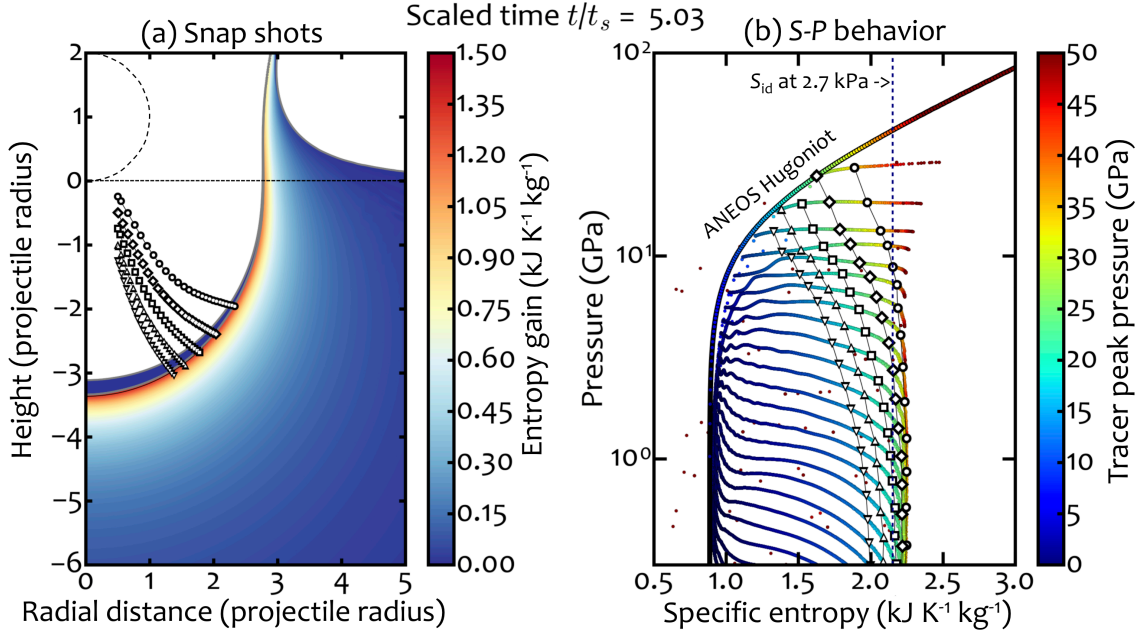 Scaled time t/tₛ = 5.03
(a) Snap shots
(b) S-P behavior
2
1
0
−1
−2
−3
−4
−5
−6
0 1 2 3 4 5
Height (projectile radius)
Radial distance (projectile radius)
1.50
1.35
1.20
1.05
0.90
0.75
0.60
0.45
0.30
0.15
0.00
Entropy gain (kJ K⁻¹ kg⁻¹)
10²
10¹
10⁰
Pressure (GPa)
S_id at 2.7 kPa ->
ANEOS Hugoniot
0.5 1.0 1.5 2.0 2.5 3.0
Specific entropy (kJ K⁻¹ kg⁻¹)
50
45
40
35
30
25
20
15
10
5
0
Tracer peak pressure (GPa)